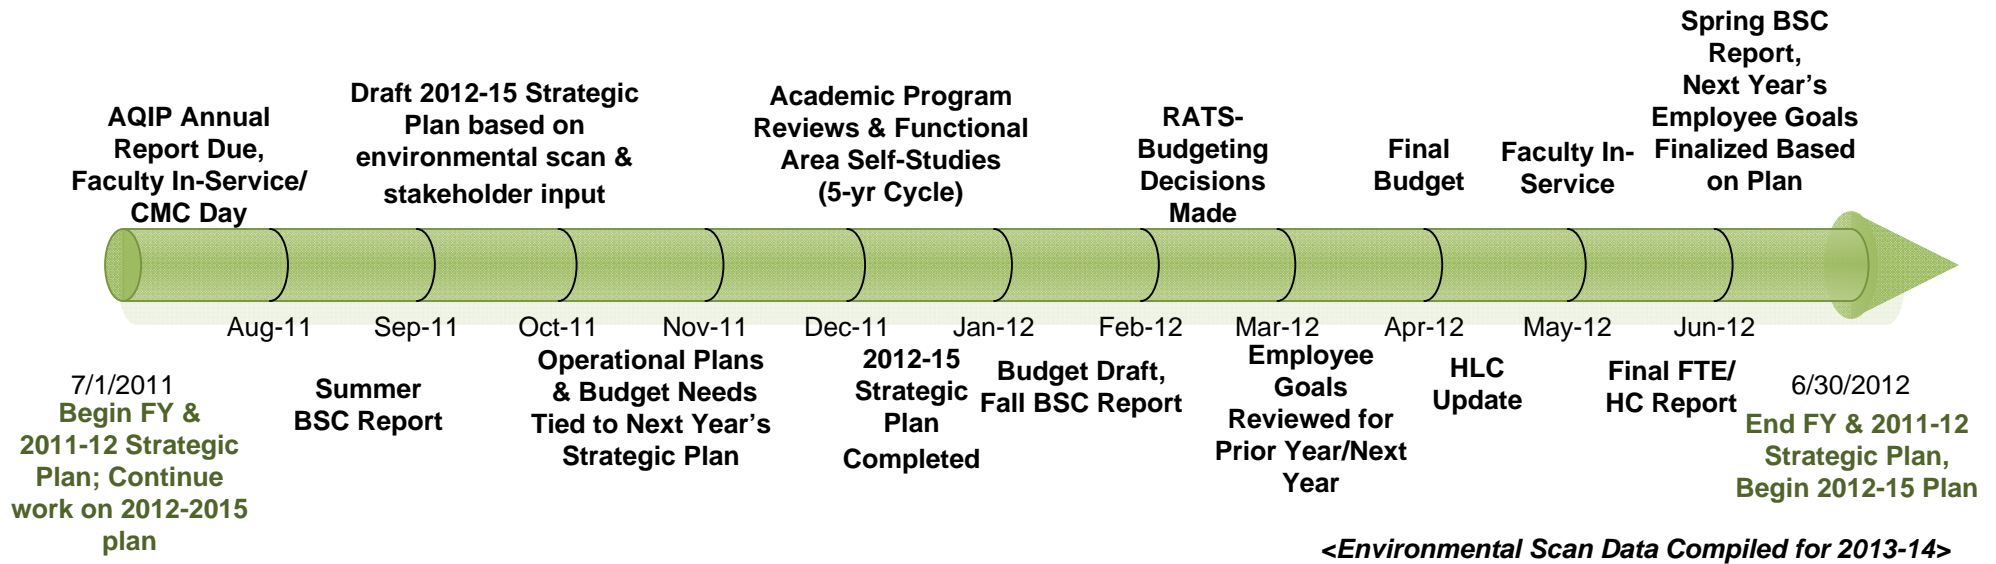 AQIP Annual
Report Due,
Faculty In-Service/
CMC Day
Draft 2012-15 Strategic
Plan based on
environmental scan &
stakeholder input
Academic Program
Reviews & Functional
Area Self-Studies
(5-yr Cycle)
RATS-
Budgeting
Decisions
Made
Final
Budget
Faculty In-
Service
Spring BSC
Report,
Next Year’s
Employee Goals
Finalized Based
on Plan
Aug-11
Sep-11
Oct-11
Nov-11
Dec-11
Jan-12
Feb-12
Mar-12
Apr-12
May-12
Jun-12
7/1/2011
Begin FY &
2011-12 Strategic
Plan; Continue
work on 2012-2015
plan
Summer
BSC Report
Operational Plans
& Budget Needs
Tied to Next Year’s
Strategic Plan
2012-15
Strategic
Plan
Completed
Budget Draft,
Fall BSC Report
Employee
Goals
Reviewed for
Prior Year/Next
Year
HLC
Update
Final FTE/
HC Report
6/30/2012
End FY & 2011-12
Strategic Plan,
Begin 2012-15 Plan
<Environmental Scan Data Compiled for 2013-14>